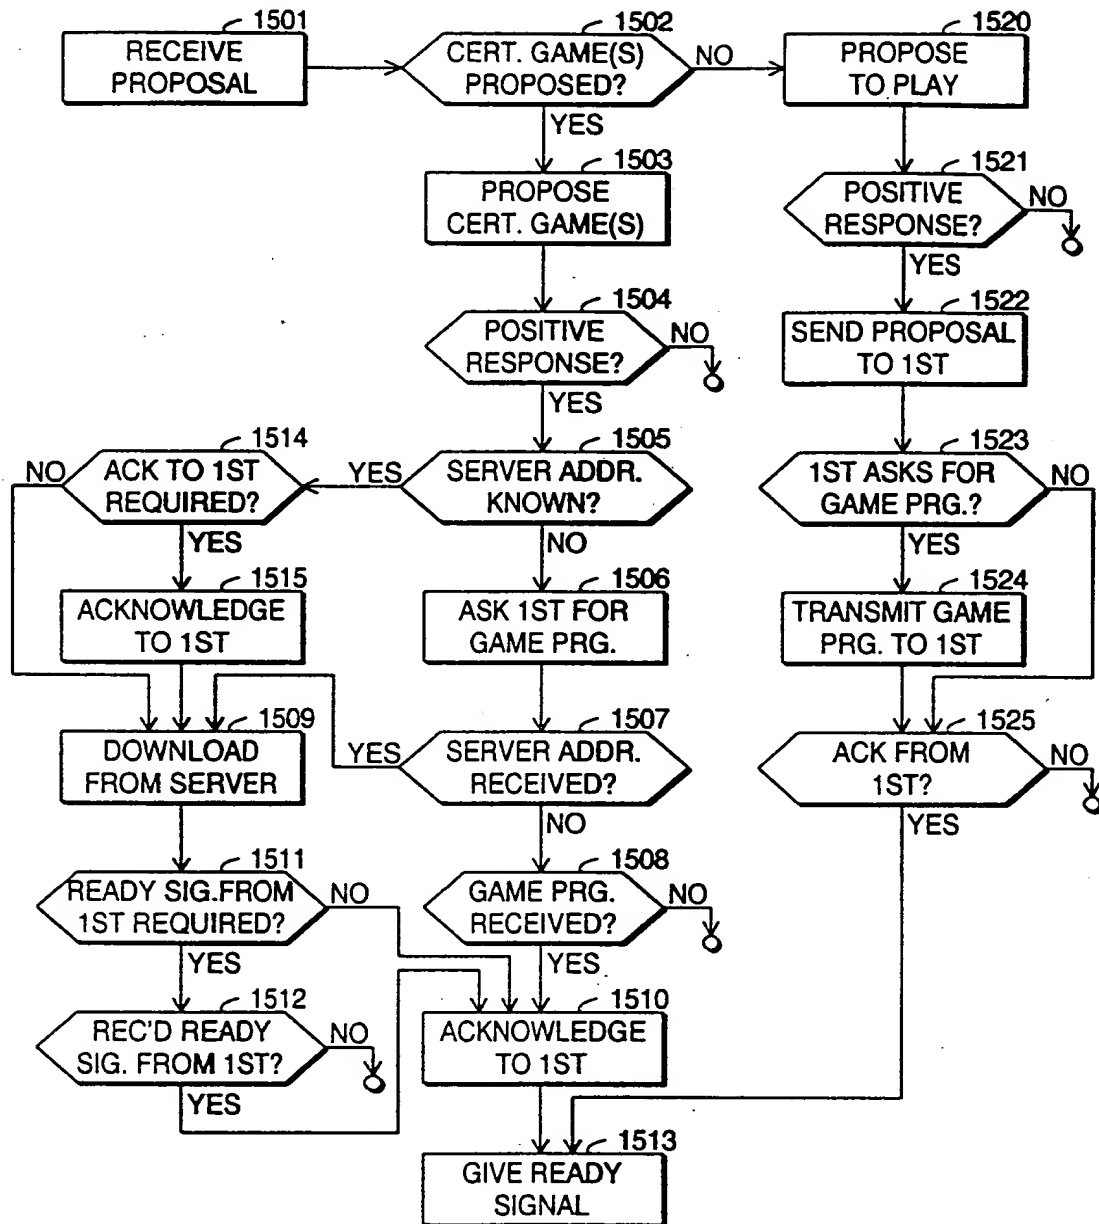 1501
RECEIVE
PROPOSAL
1502
CERT. GAME(S)
PROPOSED?
NO
YES
1520
PROPOSE
TO PLAY
1503
PROPOSE
CERT. GAME(S)
1521
POSITIVE
RESPONSE?
NO
YES
1504
POSITIVE
RESPONSE?
NO
YES
1522
SEND PROPOSAL
TO 1ST
1514
ACK TO 1ST
REQUIRED?
NO
YES
1505
SERVER ADDR.
KNOWN?
YES
NO
1523
1ST ASKS FOR
GAME PRG.?
NO
YES
1515
ACKNOWLEDGE
TO 1ST
1506
ASK 1ST FOR
GAME PRG.
1524
TRANSMIT GAME
PRG. TO 1ST
1509
DOWNLOAD
FROM SERVER
1507
SERVER ADDR.
RECEIVED?
YES
NO
1525
ACK FROM
1ST?
NO
YES
1511
READY SIG.FROM
1ST REQUIRED?
NO
YES
1508
GAME PRG.
RECEIVED?
NO
YES
1512
REC'D READY
SIG. FROM 1ST?
NO
YES
1510
ACKNOWLEDGE
TO 1ST
1513
GIVE READY
SIGNAL